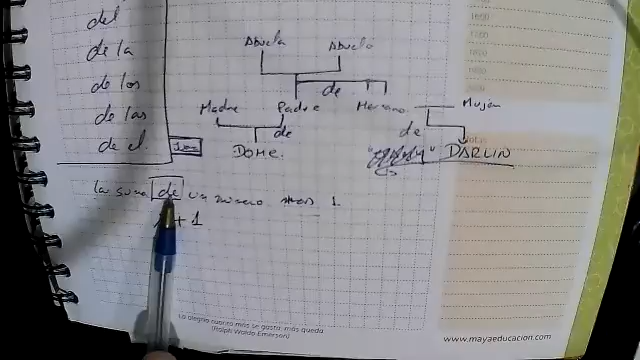 del
de la
de los
de las
de el.
Abuela Abuelo
de
Madre Padre Hermano Mujer
de de
DOME. DARLIN
la suma de un número más 1.
+ 1
La alegría cuanto más se gasta, más queda
(Ralph Waldo Emerson)
www.mayaeducacion.com